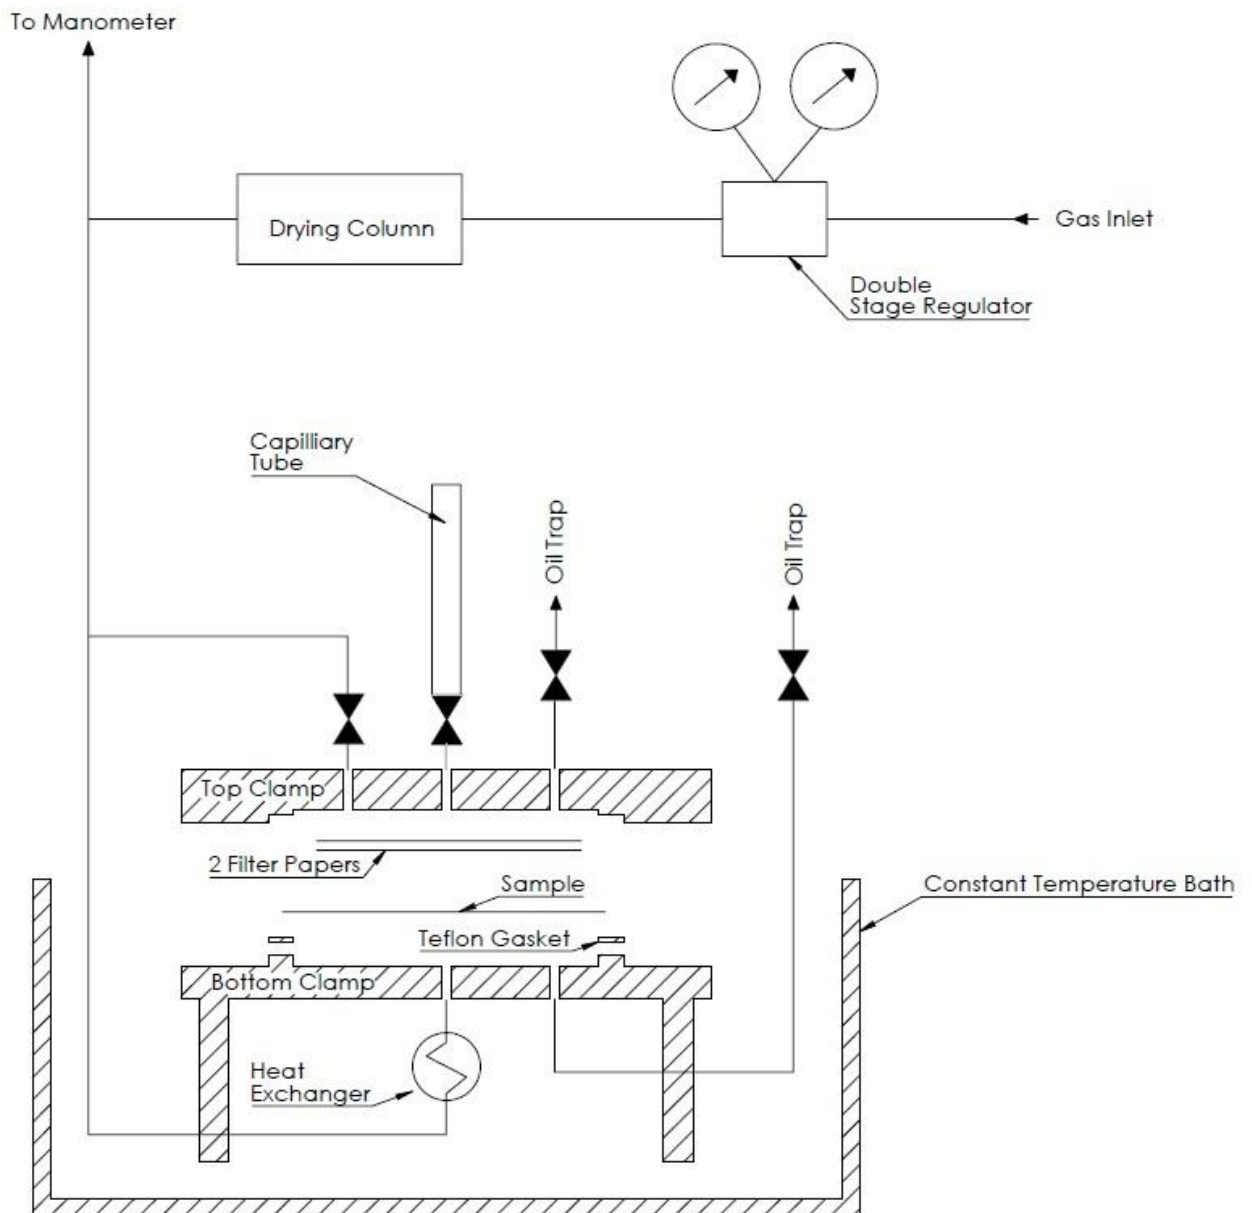 To Manometer
Drying Column
Gas Inlet
Double
Stage Regulator
Capilliary
Tube
Oil Trap
Oil Trap
Top Clamp
2 Filter Papers
Sample
Constant Temperature Bath
Teflon Gasket
Bottom Clamp
Heat
Exchanger